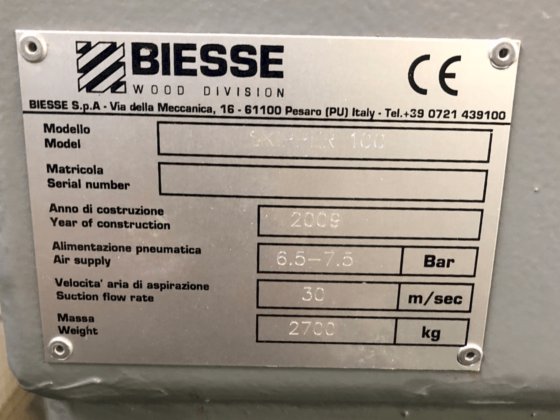 BIESSE
WOOD DIVISION
CE
BIESSE S.p.A - Via della Meccanica, 16 - 61100 Pesaro (PU) Italy - Tel.+39 0721 439100
Modello
Model
SKIPPER 100
Matricola
Serial number
Anno di costruzione
Year of construction
2009
Alimentazione pneumatica
Air supply
6.5-7.5
Bar
Velocita' aria di aspirazione
Suction flow rate
30
m/sec
Massa
Weight
2700
kg